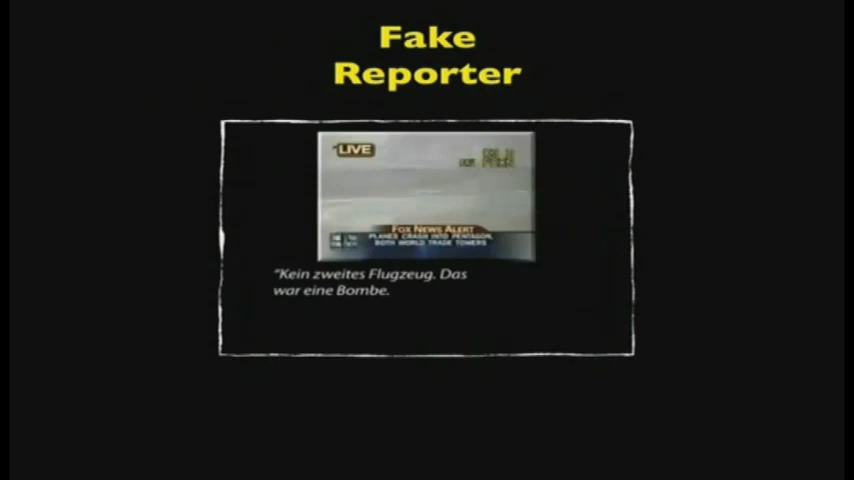 Fake
Reporter
LIVE
FOX NEWS ALERT
PLANES CRASH INTO PENTAGON,
BOTH WORLD TRADE TOWERS
"Kein zweites Flugzeug. Das
war eine Bombe.